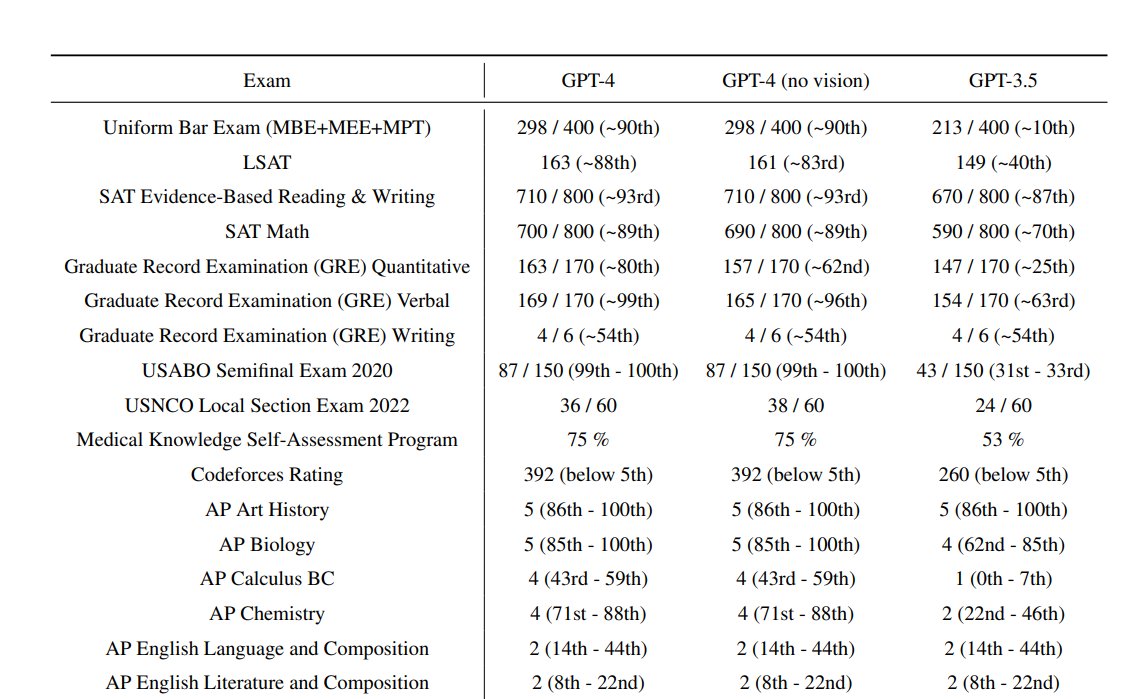 Exam GPT-4 GPT-4 (no vision) GPT-3.5
Uniform Bar Exam (MBE+MEE+MPT) 298 / 400 (~90th) 298 / 400 (~90th) 213 / 400 (~10th)
LSAT 163 (~88th) 161 (~83rd) 149 (~40th)
SAT Evidence-Based Reading & Writing 710 / 800 (~93rd) 710 / 800 (~93rd) 670 / 800 (~87th)
SAT Math 700 / 800 (~89th) 690 / 800 (~89th) 590 / 800 (~70th)
Graduate Record Examination (GRE) Quantitative 163 / 170 (~80th) 157 / 170 (~62nd) 147 / 170 (~25th)
Graduate Record Examination (GRE) Verbal 169 / 170 (~99th) 165 / 170 (~96th) 154 / 170 (~63rd)
Graduate Record Examination (GRE) Writing 4 / 6 (~54th) 4 / 6 (~54th) 4 / 6 (~54th)
USABO Semifinal Exam 2020 87 / 150 (99th - 100th) 87 / 150 (99th - 100th) 43 / 150 (31st - 33rd)
USNCO Local Section Exam 2022 36 / 60 38 / 60 24 / 60
Medical Knowledge Self-Assessment Program 75 % 75 % 53 %
Codeforces Rating 392 (below 5th) 392 (below 5th) 260 (below 5th)
AP Art History 5 (86th - 100th) 5 (86th - 100th) 5 (86th - 100th)
AP Biology 5 (85th - 100th) 5 (85th - 100th) 4 (62nd - 85th)
AP Calculus BC 4 (43rd - 59th) 4 (43rd - 59th) 1 (0th - 7th)
AP Chemistry 4 (71st - 88th) 4 (71st - 88th) 2 (22nd - 46th)
AP English Language and Composition 2 (14th - 44th) 2 (14th - 44th) 2 (14th - 44th)
AP English Literature and Composition 2 (8th - 22nd) 2 (8th - 22nd) 2 (8th - 22nd)